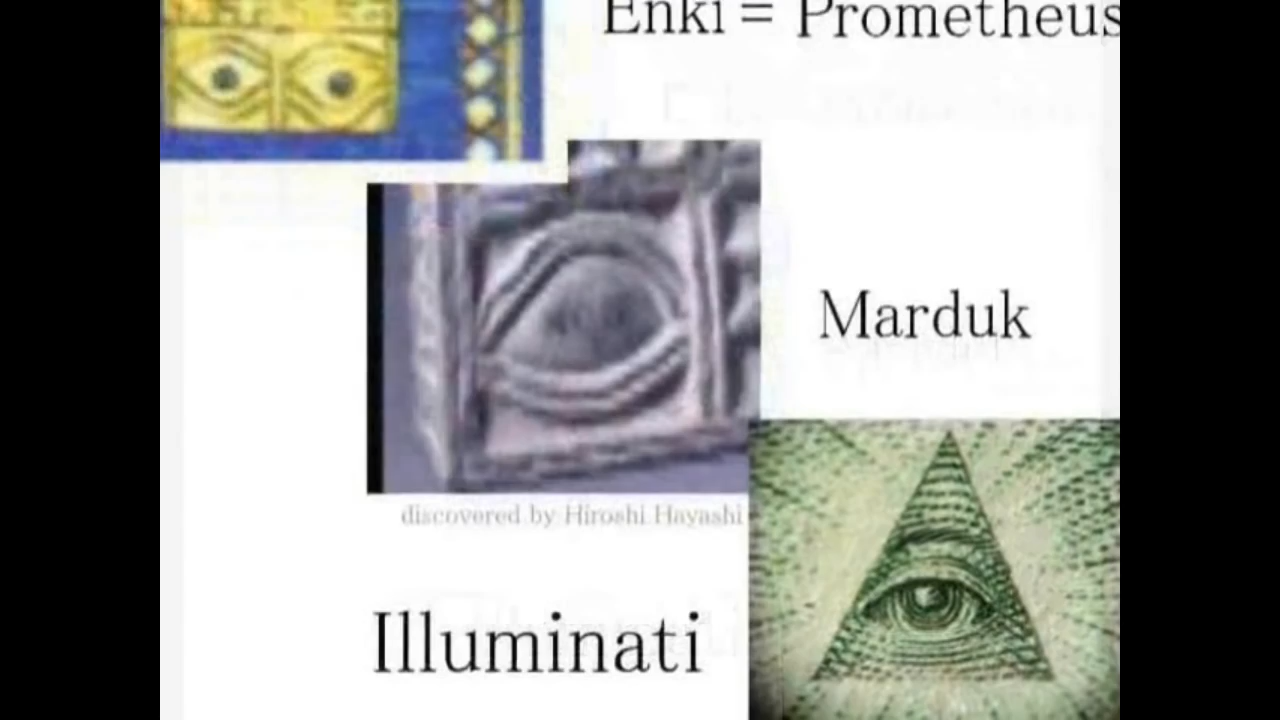 Enki = Prometheus
Marduk
discovered by Hiroshi Hayashi
Illuminati